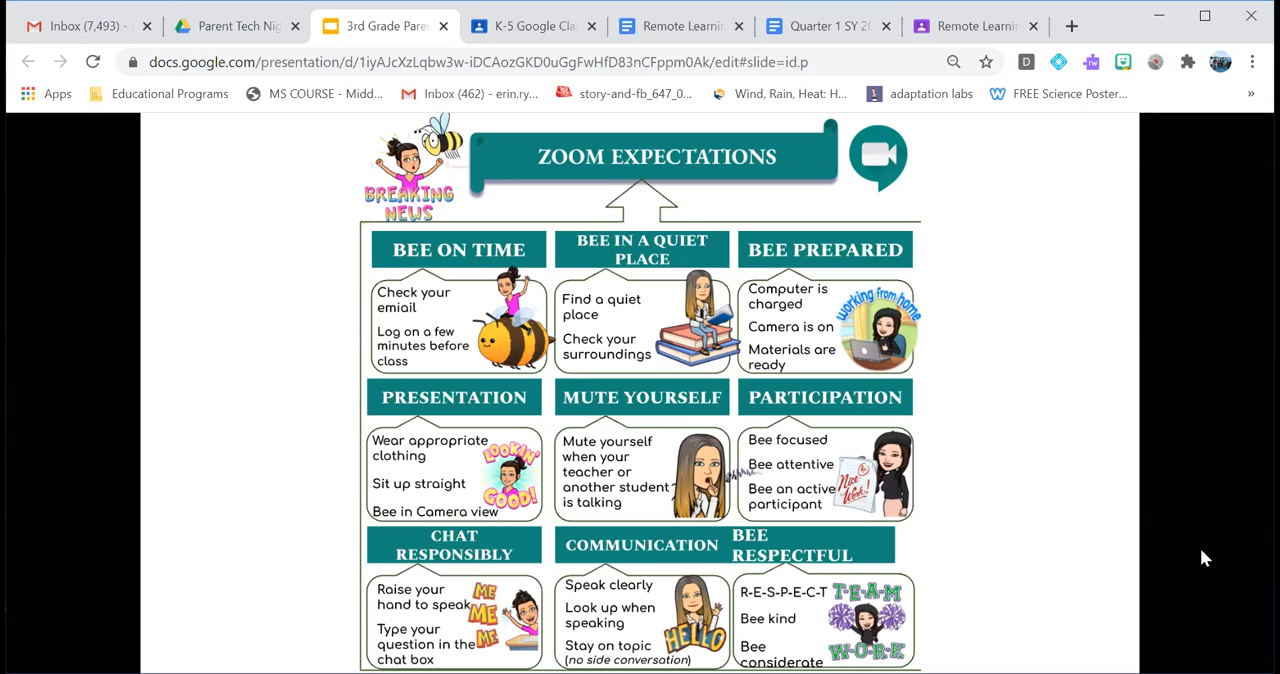 Inbox (7,493) - e
Parent Tech Nig
3rd Grade Pare
K-5 Google Cla
Remote Learnin
Quarter 1 SY 20
Remote Learnin
docs.google.com/presentation/d/1iyAJcXzLqbw3w-iDCAozGKD0uGgFwHfD83nCFppm0Ak/edit#slide=id.p
Apps
Educational Programs
MS COURSE - Midd...
Inbox (462) - erin.ry...
story-and-fb_647_0...
Wind, Rain, Heat: H...
adaptation labs
FREE Science Poster...
»
BREAKING
NEWS
ZOOM EXPECTATIONS
BEE ON TIME
Check your
emiail
Log on a few
minutes before
class
BEE IN A QUIET
PLACE
Find a quiet
place
Check your
surroundings
BEE PREPARED
Computer is
charged
Camera is on
Materials are
ready
working from home
PRESENTATION
Wear appropriate
clothing
Sit up straight
Bee in Camera view
LOOKIN'
GOOD!
MUTE YOURSELF
Mute yourself
when your
teacher or
another student
is talking
PARTICIPATION
Bee focused
Bee attentive
Bee an active
participant
Nice
Work!
CHAT
RESPONSIBLY
Raise your
hand to speak
Type your
question in the
chat box
ME
ME
ME
COMMUNICATION
Speak clearly
Look up when
speaking
Stay on topic
(no side conversation)
HELLO
BEE
RESPECTFUL
R-E-S-P-E-C-T
Bee kind
Bee
considerate
T-E-A-M
W-O-R-K